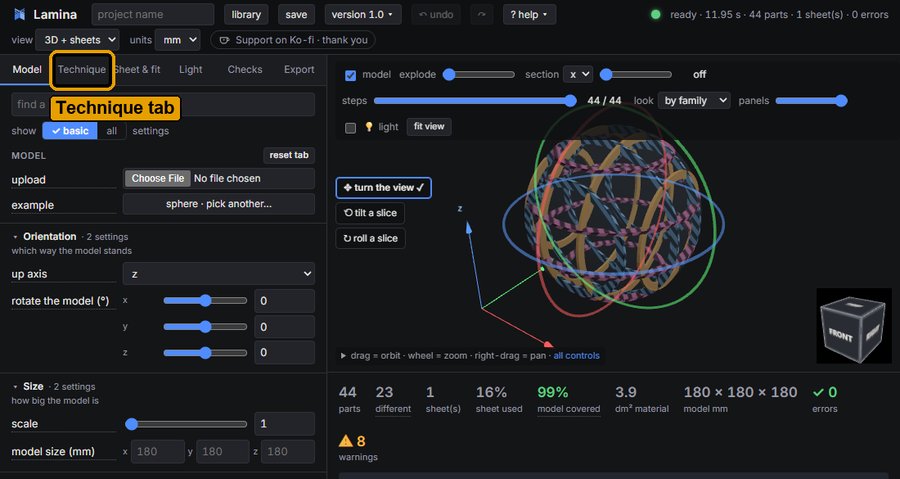 Lamina project name library save version 1.0 undo ? help ready · 11.95 s · 44 parts · 1 sheet(s) · 0 errors
view 3D + sheets units mm Support on Ko-fi · thank you
Model Technique Sheet & fit Light Checks Export
find a
Technique tab
show ✓ basic all settings
MODEL reset tab
upload Choose File No file chosen
example sphere · pick another...
Orientation · 2 settings
which way the model stands
up axis z
rotate the model (°) x 0
y 0
z 0
Size · 2 settings
how big the model is
scale 1
model size (mm) x 180 y 180 z 180
model explode section x off
steps 44 / 44 look by family panels
light fit view
turn the view ✓
tilt a slice
roll a slice
z
FRONT
drag = orbit · wheel = zoom · right-drag = pan · all controls
44 23 1 16% 99% 3.9 180 × 180 × 180 ✓ 0
parts different sheet(s) sheet used model covered dm² material model mm errors
8
warnings